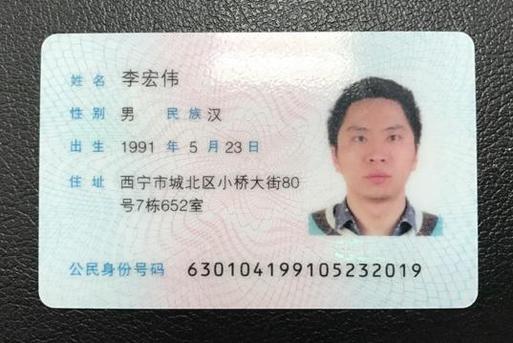 姓名 李宏伟
性别 男 民族 汉
出生 1991 年 5 月 23 日
住址 西宁市城北区小桥大街80
号7栋652室
公民身份号码 630104199105232019